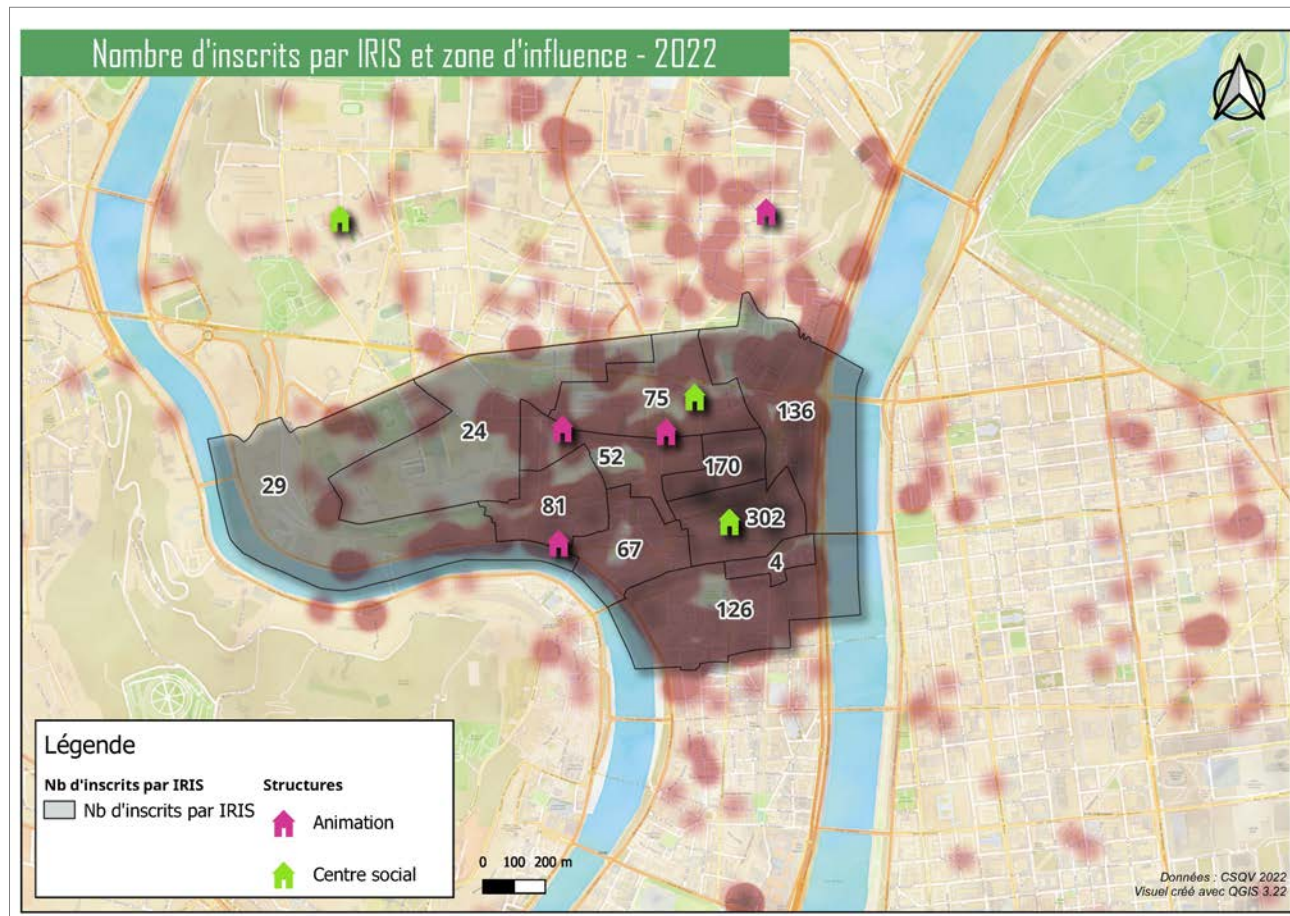 Nombre d'inscrits par IRIS et zone d'influence - 2022
136
75
24
52
170
29
81
302
67
4
126
Légende
Nb d'inscrits par IRIS
Nb d'inscrits par IRIS
Structures
Animation
Centre social
0 100 200 m
Données : CSQV 2022
Visuel créé avec QGIS 3.22